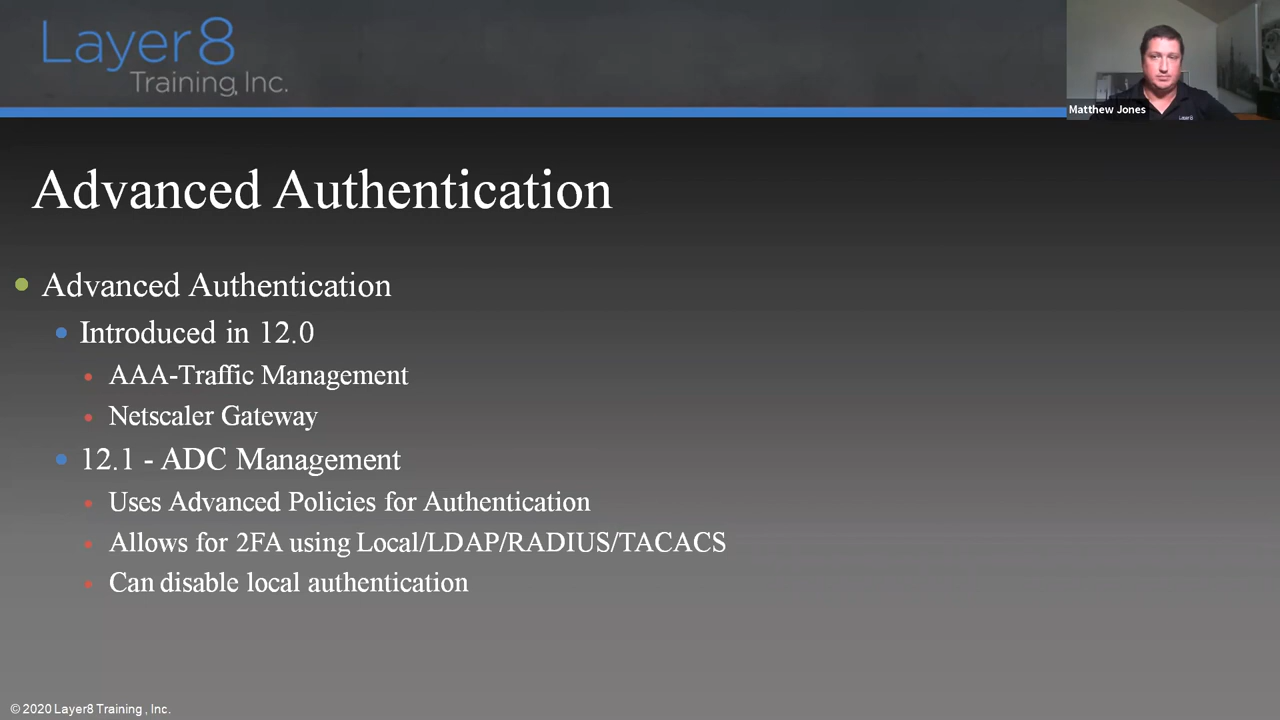 Layer8
Training, Inc.
Matthew Jones
Layer8
Advanced Authentication
Advanced Authentication
Introduced in 12.0
AAA-Traffic Management
Netscaler Gateway
12.1 - ADC Management
Uses Advanced Policies for Authentication
Allows for 2FA using Local/LDAP/RADIUS/TACACS
Can disable local authentication
© 2020 Layer8 Training , Inc.